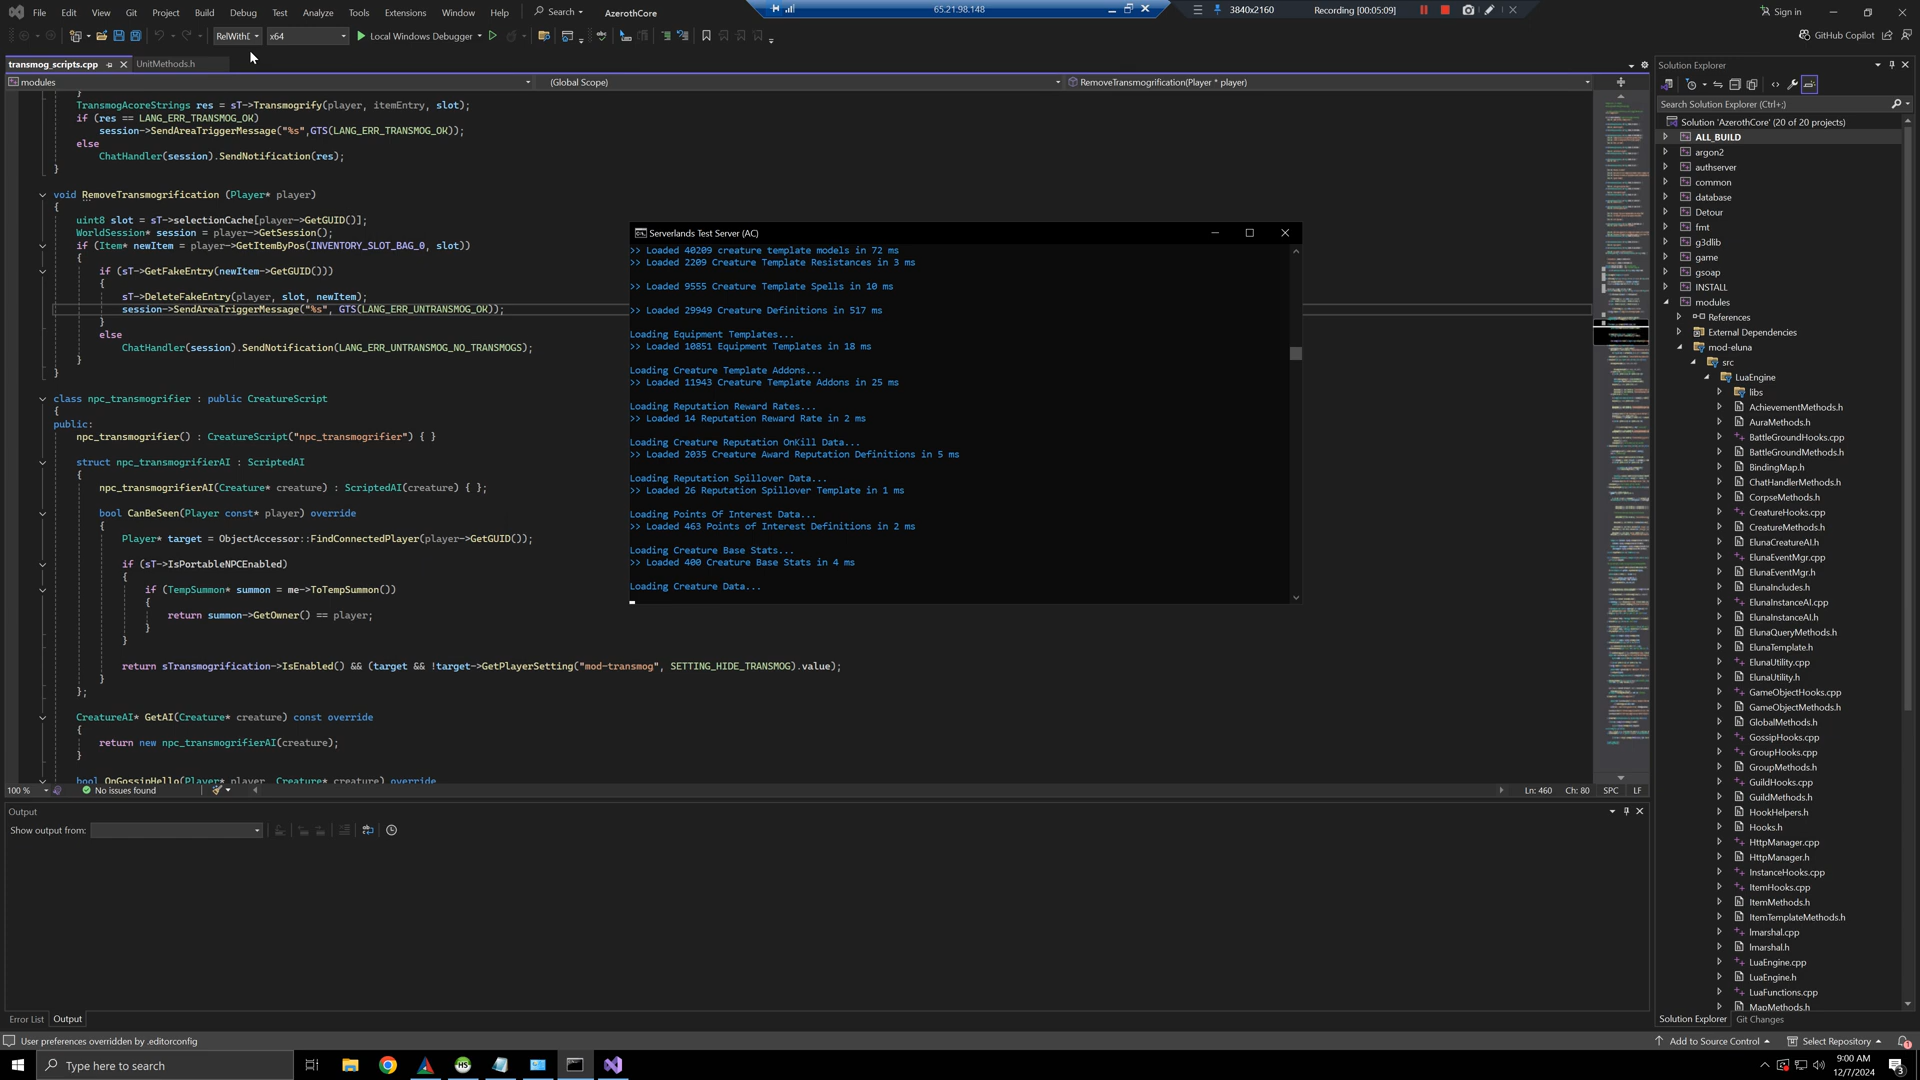 File Edit View Git Project Build Debug Test Analyze Tools Extensions Window Help Search AzerothCore
65.21.98.148
3840x2160 Recording [00:05:09]
Sign in
RelWithD x64 Local Windows Debugger
GitHub Copilot
transmog_scripts.cpp UnitMethods.h
modules (Global Scope) RemoveTransmogrification(Player * player)
}
TransmogAcoreStrings res = sT->Transmogrify(player, itemEntry, slot);
if (res == LANG_ERR_TRANSMOG_OK)
session->SendAreaTriggerMessage("%s",GTS(LANG_ERR_TRANSMOG_OK));
else
ChatHandler(session).SendNotification(res);
}
void RemoveTransmogrification (Player* player)
{
uint8 slot = sT->selectionCache[player->GetGUID()];
WorldSession* session = player->GetSession();
if (Item* newItem = player->GetItemByPos(INVENTORY_SLOT_BAG_0, slot))
{
if (sT->GetFakeEntry(newItem->GetGUID()))
{
sT->DeleteFakeEntry(player, slot, newItem);
session->SendAreaTriggerMessage("%s", GTS(LANG_ERR_UNTRANSMOG_OK));
}
else
ChatHandler(session).SendNotification(LANG_ERR_UNTRANSMOG_NO_TRANSMOGS);
}
}
class npc_transmogrifier : public CreatureScript
{
public:
npc_transmogrifier() : CreatureScript("npc_transmogrifier") { }
struct npc_transmogrifierAI : ScriptedAI
{
npc_transmogrifierAI(Creature* creature) : ScriptedAI(creature) { };
bool CanBeSeen(Player const* player) override
{
Player* target = ObjectAccessor::FindConnectedPlayer(player->GetGUID());
if (sT->IsPortableNPCEnabled)
{
if (TempSummon* summon = me->ToTempSummon())
{
return summon->GetOwner() == player;
}
}
return sTransmogrification->IsEnabled() && (target && !target->GetPlayerSetting("mod-transmog", SETTING_HIDE_TRANSMOG).value);
}
};
CreatureAI* GetAI(Creature* creature) const override
{
return new npc_transmogrifierAI(creature);
}
bool OnGossipHello(Player* player, Creature* creature) override
Serverlands Test Server (AC)
>> Loaded 40209 creature template models in 72 ms
>> Loaded 2209 Creature Template Resistances in 3 ms
>> Loaded 9555 Creature Template Spells in 10 ms
>> Loaded 29949 Creature Definitions in 517 ms
Loading Equipment Templates...
>> Loaded 10851 Equipment Templates in 18 ms
Loading Creature Template Addons...
>> Loaded 11943 Creature Template Addons in 25 ms
Loading Reputation Reward Rates...
>> Loaded 14 Reputation Reward Rate in 2 ms
Loading Creature Reputation OnKill Data...
>> Loaded 2035 Creature Award Reputation Definitions in 5 ms
Loading Reputation Spillover Data...
>> Loaded 26 Reputation Spillover Template in 1 ms
Loading Points Of Interest Data...
>> Loaded 463 Points of Interest Definitions in 2 ms
Loading Creature Base Stats...
>> Loaded 400 Creature Base Stats in 4 ms
Loading Creature Data...
100 % No issues found Ln: 460 Ch: 80 SPC LF
Output
Show output from:
Error List Output
Solution Explorer
Search Solution Explorer (Ctrl+;)
Solution 'AzerothCore' (20 of 20 projects)
ALL_BUILD
argon2
authserver
common
database
Detour
fmt
g3dlib
game
gsoap
INSTALL
modules
References
External Dependencies
mod-eluna
src
LuaEngine
libs
AchievementMethods.h
AuraMethods.h
BattleGroundHooks.cpp
BattleGroundMethods.h
BindingMap.h
ChatHandlerMethods.h
CorpseMethods.h
CreatureHooks.cpp
CreatureMethods.h
ElunaCreatureAI.h
ElunaEventMgr.cpp
ElunaEventMgr.h
ElunaIncludes.h
ElunaInstanceAI.cpp
ElunaInstanceAI.h
ElunaQueryMethods.h
ElunaTemplate.h
ElunaUtility.cpp
ElunaUtility.h
GameObjectHooks.cpp
GameObjectMethods.h
GlobalMethods.h
GossipHooks.cpp
GroupHooks.cpp
GroupMethods.h
GuildHooks.cpp
GuildMethods.h
HookHelpers.h
Hooks.h
HttpManager.cpp
HttpManager.h
InstanceHooks.cpp
ItemHooks.cpp
ItemMethods.h
ItemTemplateMethods.h
lmarshal.cpp
lmarshal.h
LuaEngine.cpp
LuaEngine.h
LuaFunctions.cpp
MapMethods.h
Solution Explorer Git Changes
User preferences overridden by .editorconfig Add to Source Control Select Repository
Type here to search
9:00 AM
12/7/2024